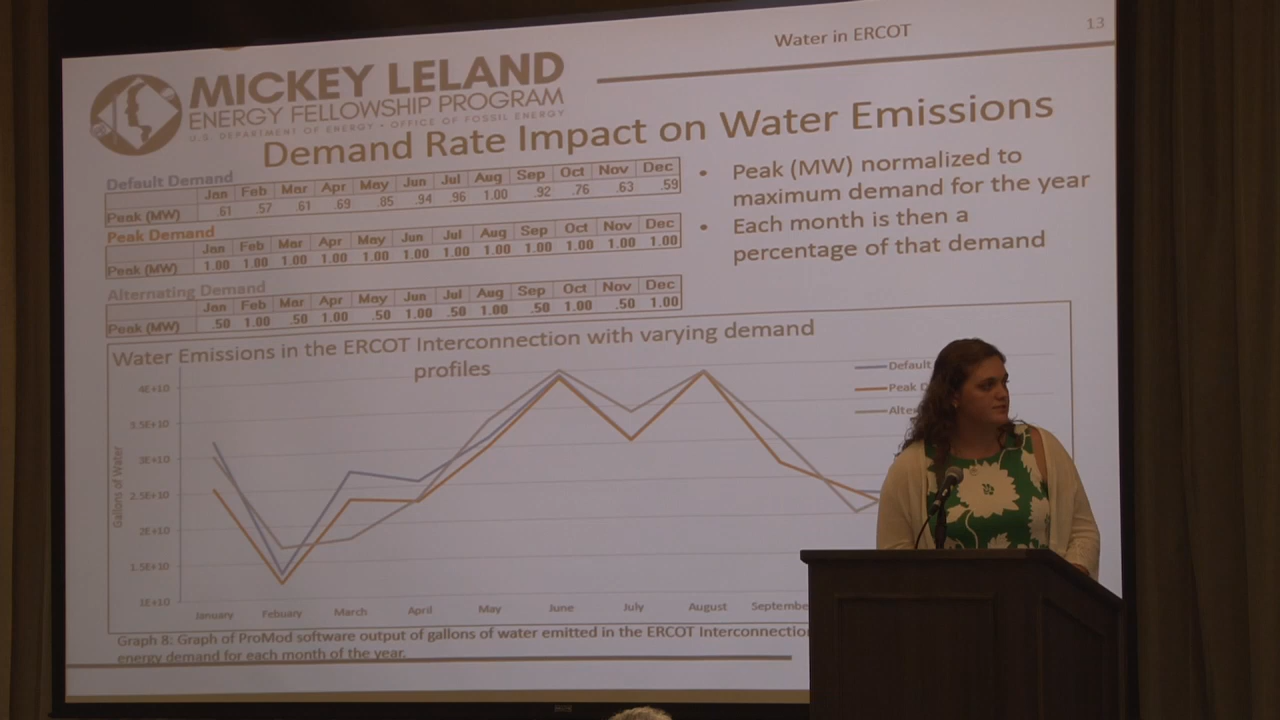 Water in ERCOT
13
MICKEY LELAND
ENERGY FELLOWSHIP PROGRAM
U.S. DEPARTMENT OF ENERGY • OFFICE OF FOSSIL ENERGY
Demand Rate Impact on Water Emissions
Default Demand
Jan Feb Mar Apr May Jun Jul Aug Sep Oct Nov Dec
Peak (MW) .61 .57 .61 .69 .85 .94 .96 1.00 .92 .76 .63 .59
Peak Demand
Jan Feb Mar Apr May Jun Jul Aug Sep Oct Nov Dec
Peak (MW) 1.00 1.00 1.00 1.00 1.00 1.00 1.00 1.00 1.00 1.00 1.00 1.00
Alternating Demand
Jan Feb Mar Apr May Jun Jul Aug Sep Oct Nov Dec
Peak (MW) .50 1.00 .50 1.00 .50 1.00 .50 1.00 .50 1.00 .50 1.00
• Peak (MW) normalized to
maximum demand for the year
• Each month is then a
percentage of that demand
Water Emissions in the ERCOT Interconnection with varying demand
profiles
Default
Peak D
Alte
Gallons of Water
4E+10
3.5E+10
3E+10
2.5E+10
2E+10
1.5E+10
1E+10
January Febuary March April May June July August Septembe
Graph 8: Graph of ProMod software output of gallons of water emitted in the ERCOT Interconnectio
energy demand for each month of the year.